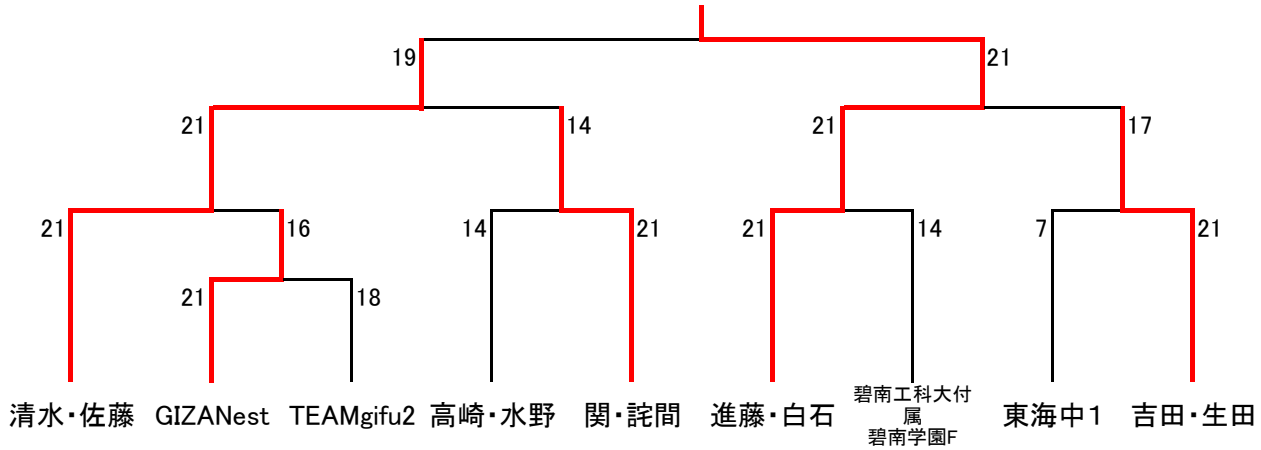 19
21
21
14
21
17
21
16
14
21
21
14
7
21
21
18
清水・佐藤
GIZANest
TEAMgifu2
高崎・水野
関・詫間
進藤・白石
碧南工科大付
属
碧南学園F
東海中1
吉田・生田